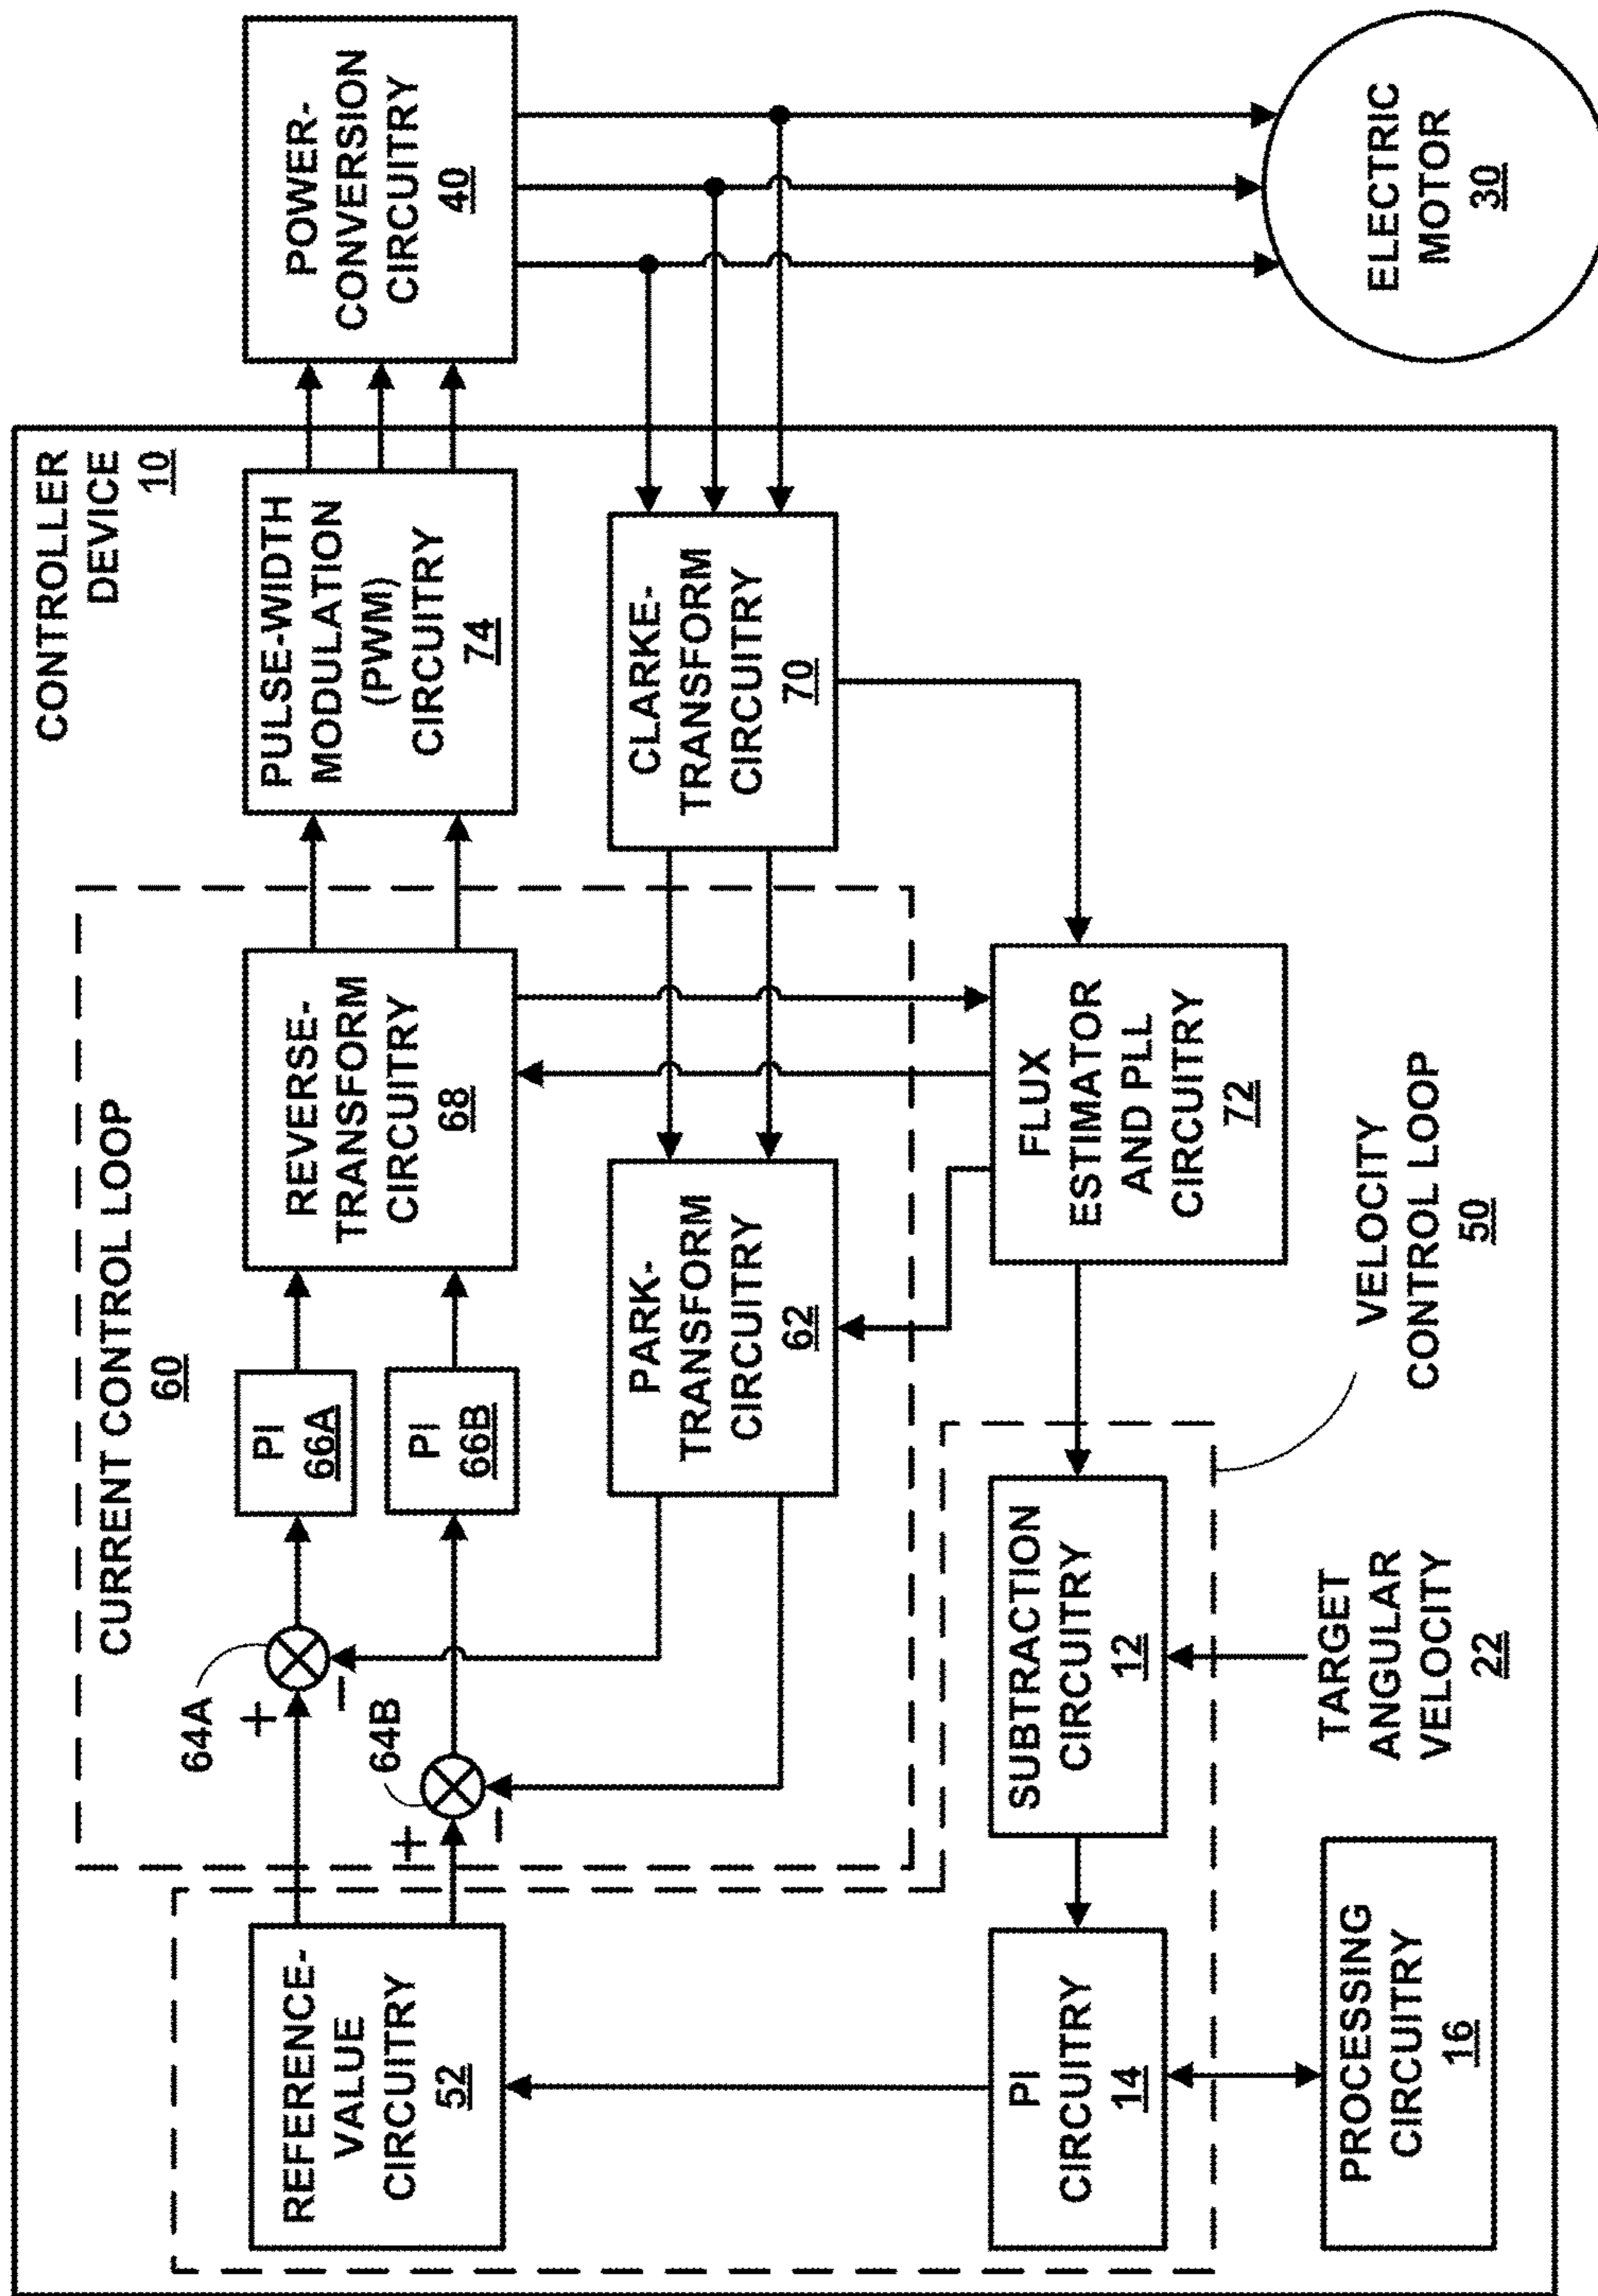 CONTROLLER
DEVICE
10
CURRENT CONTROL LOOP
60
REFERENCE-
VALUE
CIRCUITRY
52
64A
+
−
64B
+
−
PI
66A
PI
66B
REVERSE-
TRANSFORM
CIRCUITRY
68
PULSE-WIDTH
MODULATION
(PWM)
CIRCUITRY
74
POWER-
CONVERSION
CIRCUITRY
40
PARK-
TRANSFORM
CIRCUITRY
62
CLARKE-
TRANSFORM
CIRCUITRY
70
PI
CIRCUITRY
14
SUBTRACTION
CIRCUITRY
12
FLUX
ESTIMATOR
AND PLL
CIRCUITRY
72
PROCESSING
CIRCUITRY
16
TARGET
ANGULAR
VELOCITY
22
VELOCITY
CONTROL LOOP
50
ELECTRIC
MOTOR
30